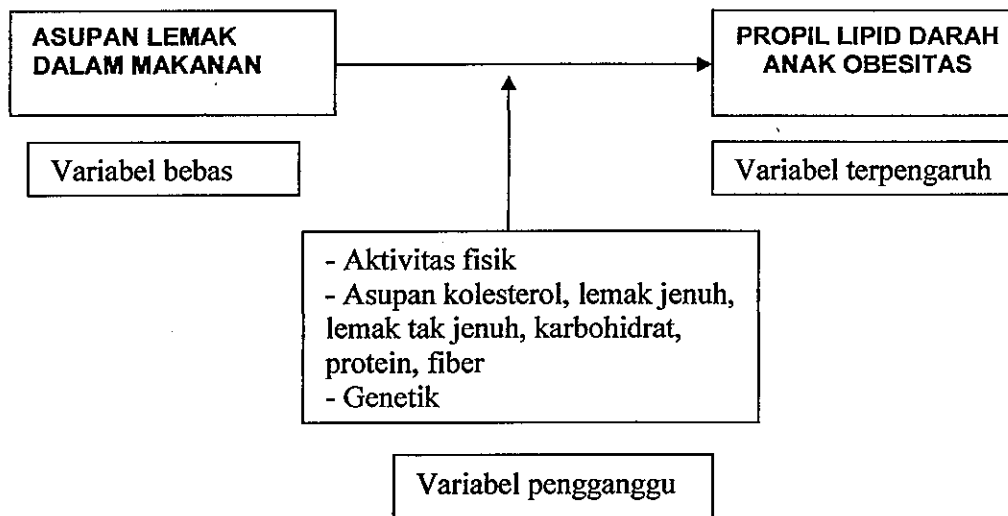 ASUPAN LEMAK
DALAM MAKANAN
PROPIL LIPID DARAH
ANAK OBESITAS
Variabel bebas
Variabel terpengaruh
- Aktivitas fisik
- Asupan kolesterol, lemak jenuh,
lemak tak jenuh, karbohidrat,
protein, fiber
- Genetik
Variabel pengganggu